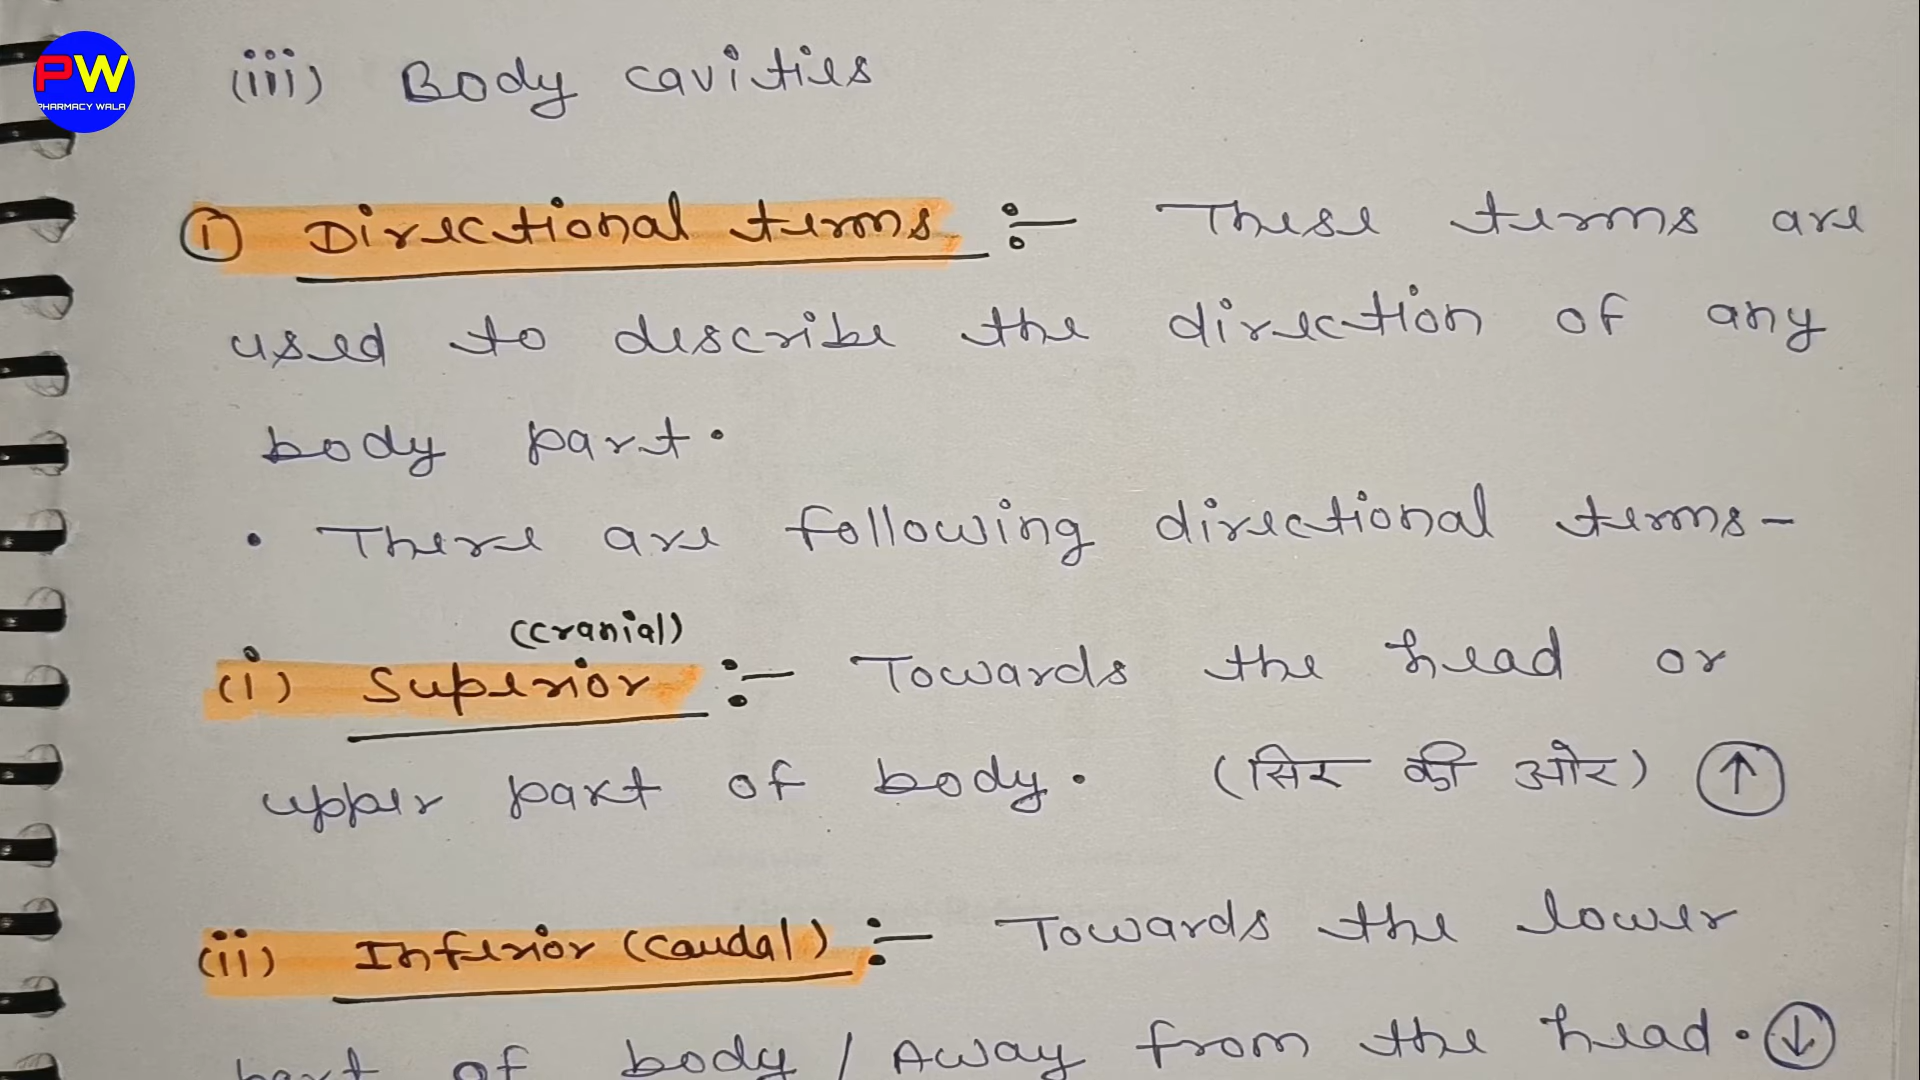 PW
PHARMACY WALA
(iii) Body cavities
① Directional terms :- These terms are
used to describe the direction of any
body part.
• There are following directional terms-
(cranial)
(i) Superior :- Towards the head or
upper part of body. (सिर की ओर) ↑
(ii) Inferior (caudal) :- Towards the lower
part of body / Away from the head. ↓